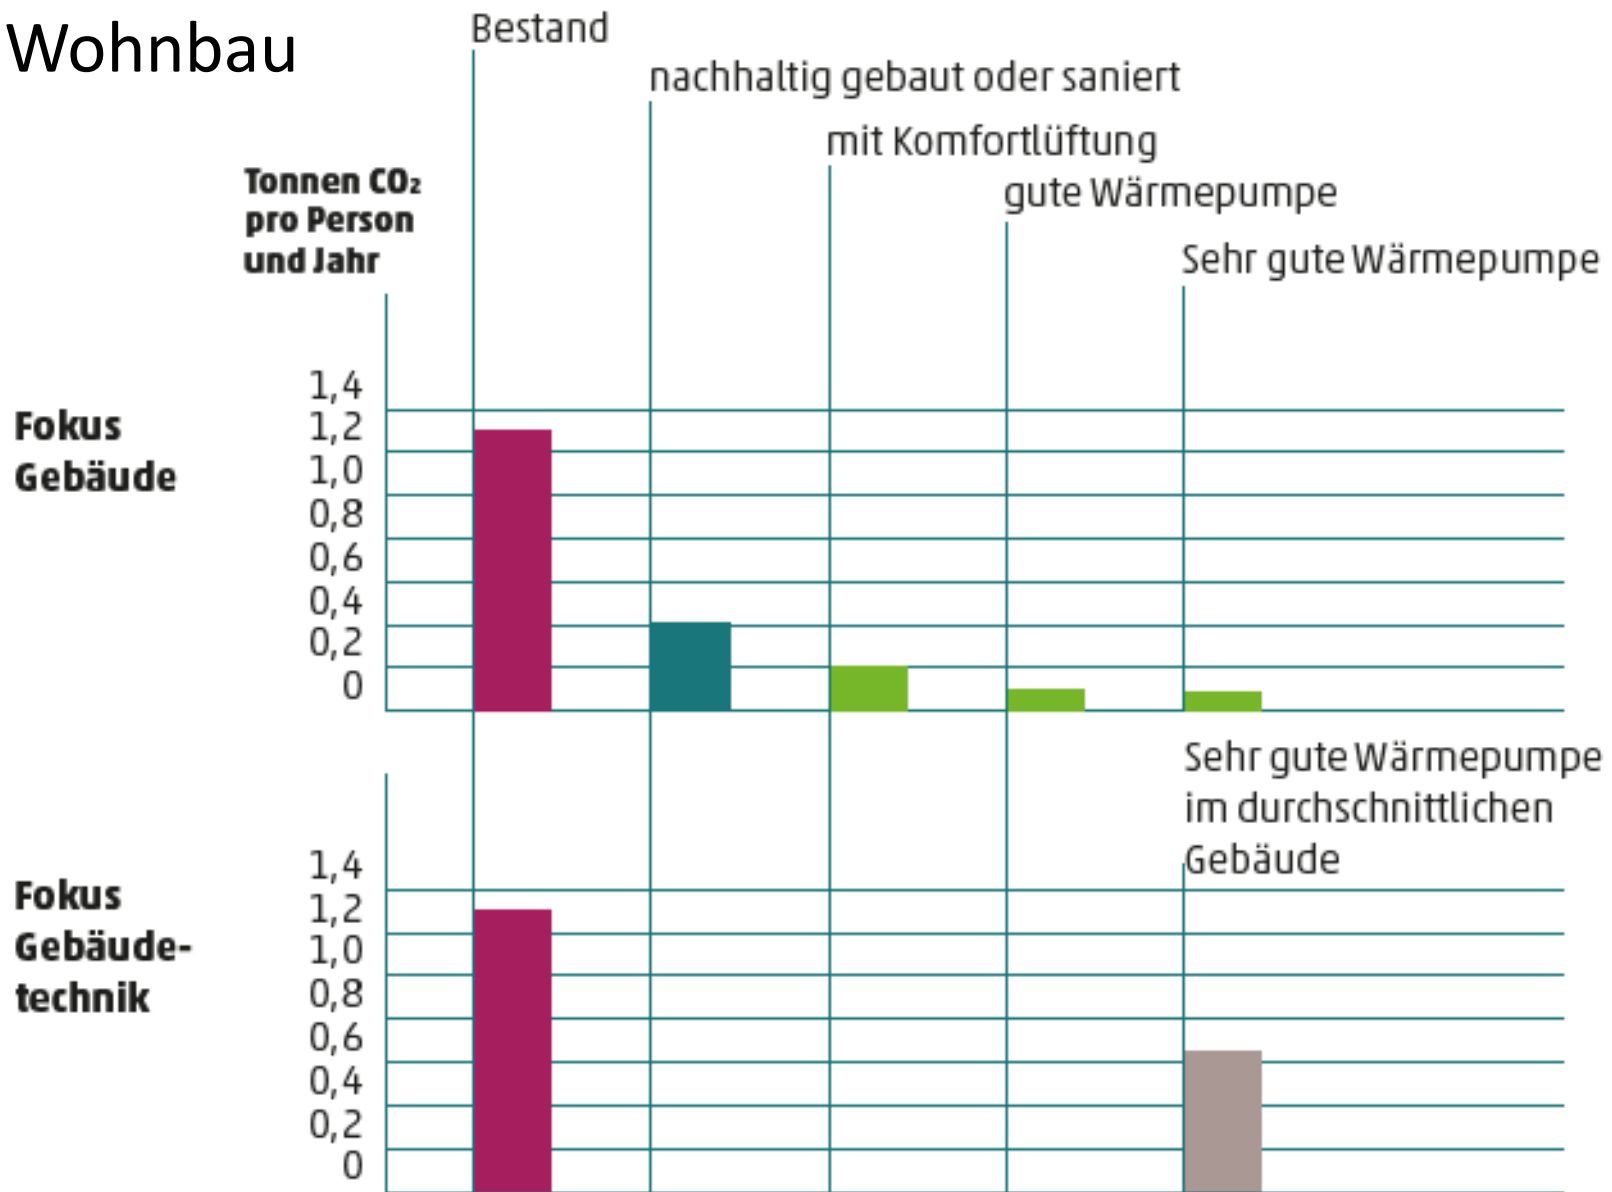 Wohnbau
Bestand
nachhaltig gebaut oder saniert
mit Komfortlüftung
gute Wärmepumpe
Sehr gute Wärmepumpe
Tonnen CO₂
pro Person
und Jahr
Fokus
Gebäude
1,4
1,2
1,0
0,8
0,6
0,4
0,2
0
Sehr gute Wärmepumpe
im durchschnittlichen
Gebäude
Fokus
Gebäude-
technik
1,4
1,2
1,0
0,8
0,6
0,4
0,2
0